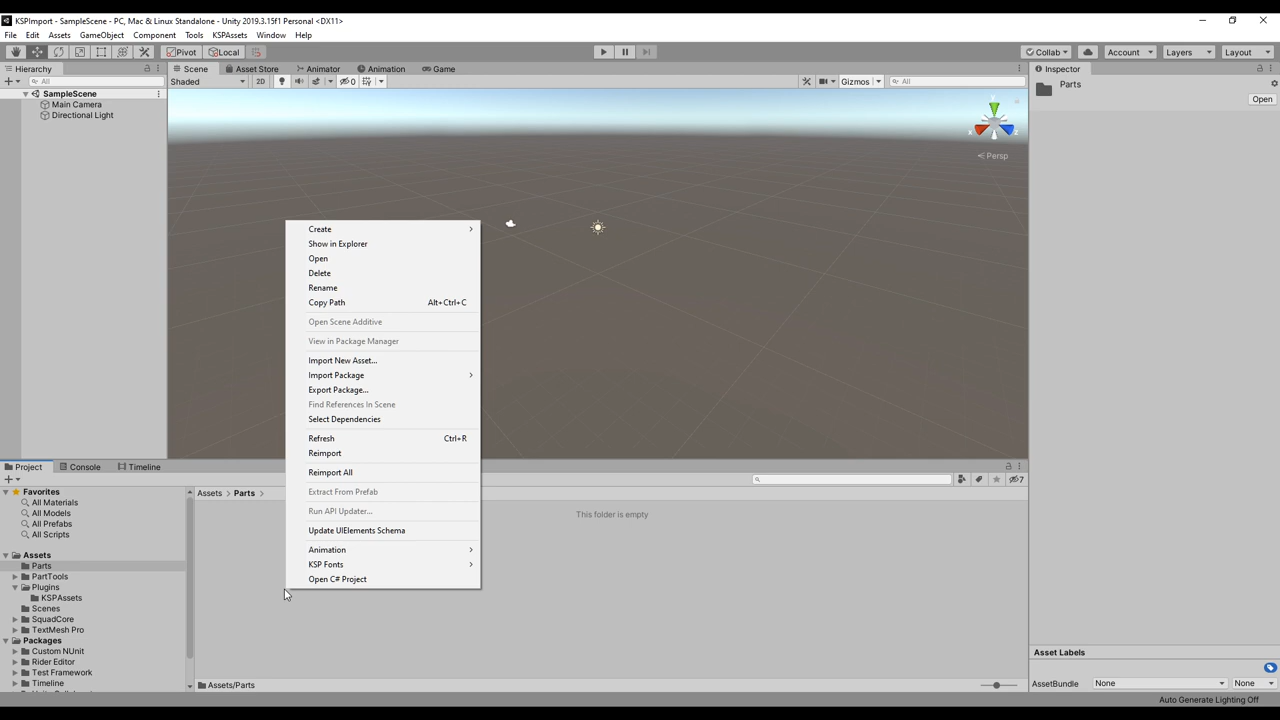 KSPImport - SampleScene - PC, Mac & Linux Standalone - Unity 2019.3.15f1 Personal <DX11>
File Edit Assets GameObject Component Tools KSPAssets Window Help
Pivot Local Collab Account Layers Layout
Hierarchy Scene Asset Store Animator Animation Game Inspector
All Shaded 2D 0 Gizmos All Parts
SampleScene Open
Main Camera
Directional Light
y
x z
Persp
Create
Show in Explorer
Open
Delete
Rename
Copy Path Alt+Ctrl+C
Open Scene Additive
View in Package Manager
Import New Asset...
Import Package
Export Package...
Find References In Scene
Select Dependencies
Refresh Ctrl+R
Reimport
Reimport All
Extract From Prefab
Run API Updater...
Update UIElements Schema
Animation
KSP Fonts
Open C# Project
Project Console Timeline
7
Favorites Assets > Parts >
All Materials
All Models
All Prefabs
All Scripts
This folder is empty
Assets
Parts
PartTools
Plugins
KSPAssets
Scenes
SquadCore
TextMesh Pro
Packages
Custom NUnit
Rider Editor
Test Framework
Timeline
Assets/Parts
Asset Labels
AssetBundle None None
Auto Generate Lighting Off